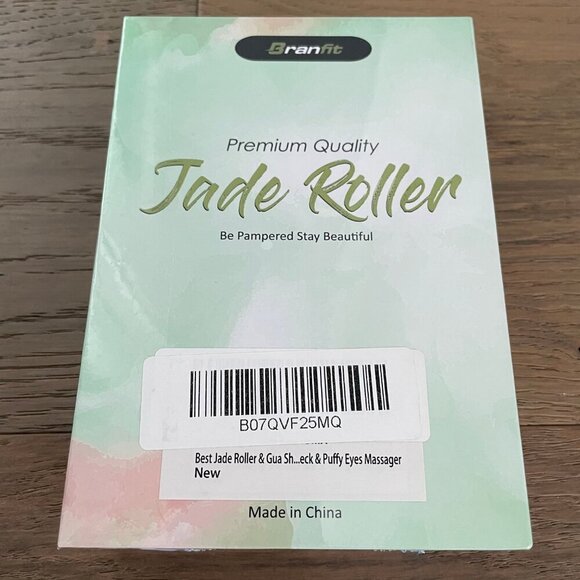 Branfit
Premium Quality
Jade Roller
Be Pampered Stay Beautiful
B07QVF25MQ
Best Jade Roller & Gua Sh...eck & Puffy Eyes Massager
New
Made in China